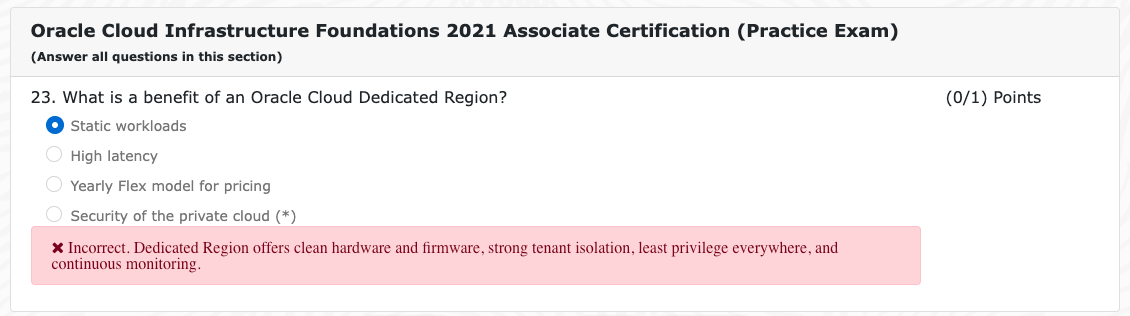 Oracle Cloud Infrastructure Foundations 2021 Associate Certification (Practice Exam)
(Answer all questions in this section)
23. What is a benefit of an Oracle Cloud Dedicated Region? (0/1) Points
Static workloads
High latency
Yearly Flex model for pricing
Security of the private cloud (*)
✖ Incorrect. Dedicated Region offers clean hardware and firmware, strong tenant isolation, least privilege everywhere, and
continuous monitoring.